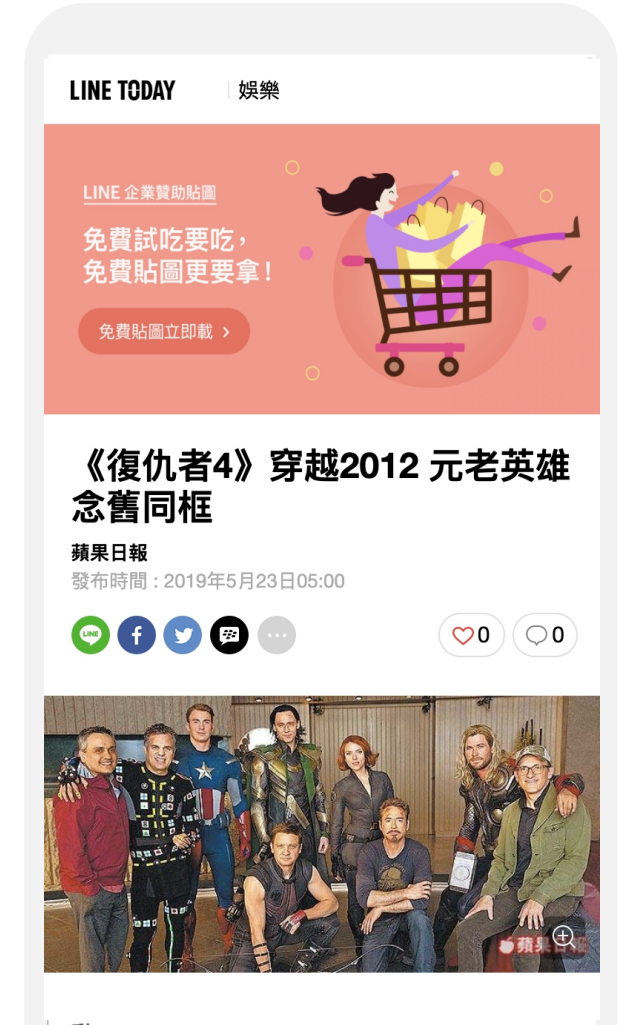 LINE TODAY
娛樂
LINE 企業贊助貼圖
免費試吃要吃，
免費貼圖更要拿！
免費貼圖立即載 ›
《復仇者4》穿越2012 元老英雄
念舊同框
蘋果日報
發布時間 : 2019年5月23日05:00
LINE
0
0
蘋果日報